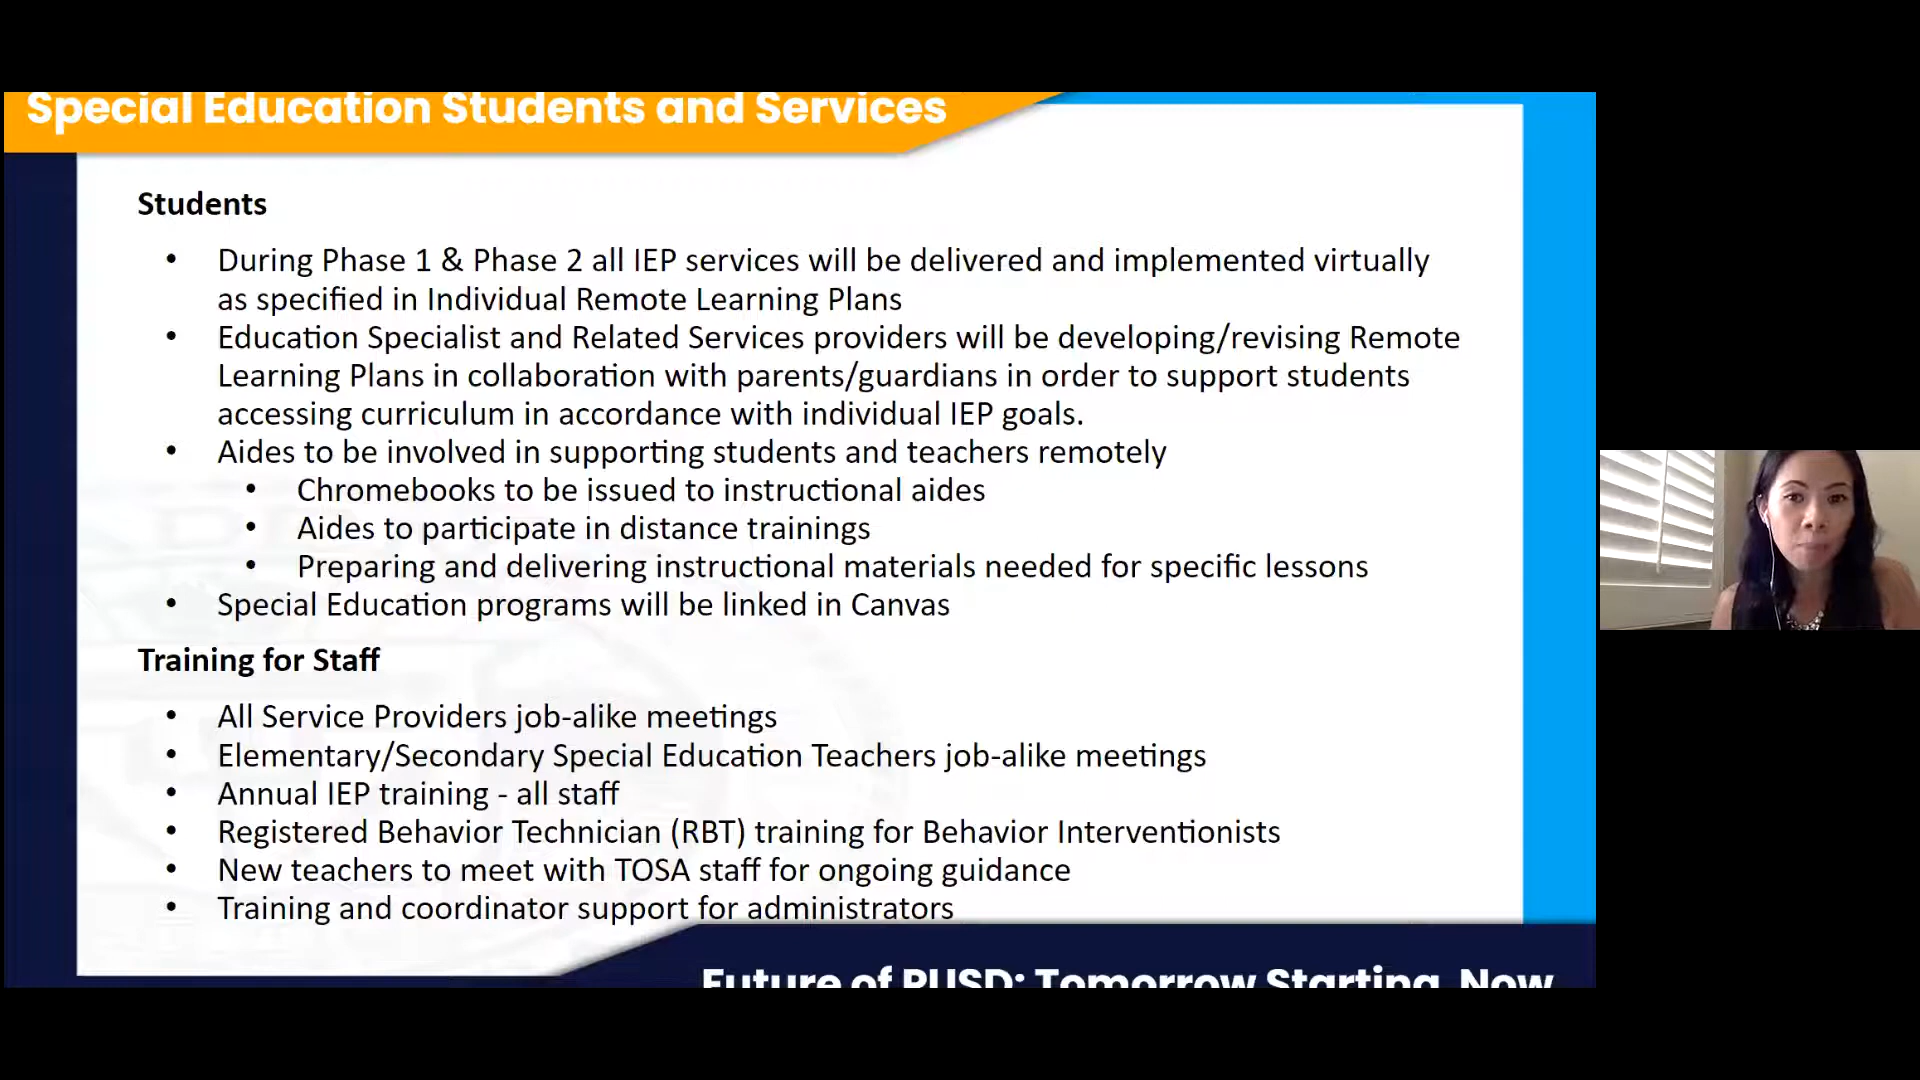 Special Education Students and Services
Students
• During Phase 1 & Phase 2 all IEP services will be delivered and implemented virtually
as specified in Individual Remote Learning Plans
• Education Specialist and Related Services providers will be developing/revising Remote
Learning Plans in collaboration with parents/guardians in order to support students
accessing curriculum in accordance with individual IEP goals.
• Aides to be involved in supporting students and teachers remotely
• Chromebooks to be issued to instructional aides
• Aides to participate in distance trainings
• Preparing and delivering instructional materials needed for specific lessons
• Special Education programs will be linked in Canvas
Training for Staff
• All Service Providers job-alike meetings
• Elementary/Secondary Special Education Teachers job-alike meetings
• Annual IEP training - all staff
• Registered Behavior Technician (RBT) training for Behavior Interventionists
• New teachers to meet with TOSA staff for ongoing guidance
• Training and coordinator support for administrators
Future of PUSD: Tomorrow Starting, Now